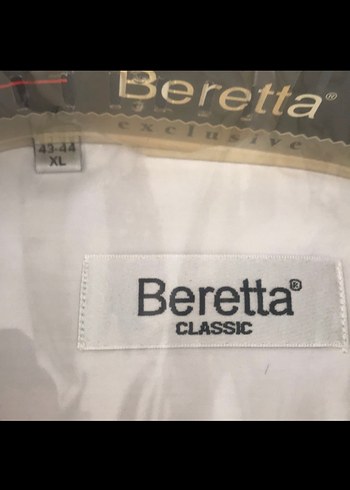 Beretta®
exclusive
43-44
XL
Beretta®
CLASSIC